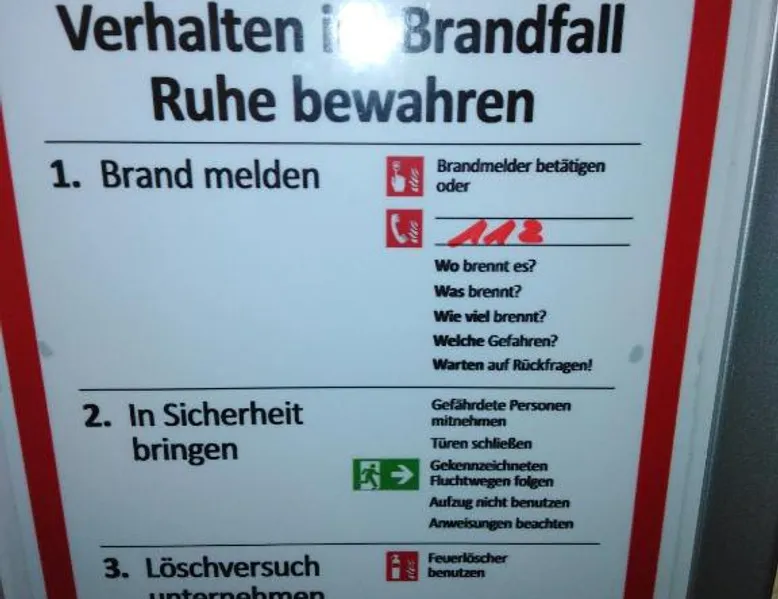 Verhalten im Brandfall
Ruhe bewahren
1. Brand melden
Brandmelder betätigen
oder
112
Wo brennt es?
Was brennt?
Wie viel brennt?
Welche Gefahren?
Warten auf Rückfragen!
2. In Sicherheit
bringen
Gefährdete Personen
mitnehmen
Türen schließen
Gekennzeichneten
Fluchtwegen folgen
Aufzug nicht benutzen
Anweisungen beachten
3. Löschversuch
unternehmen
Feuerlöscher
benutzen